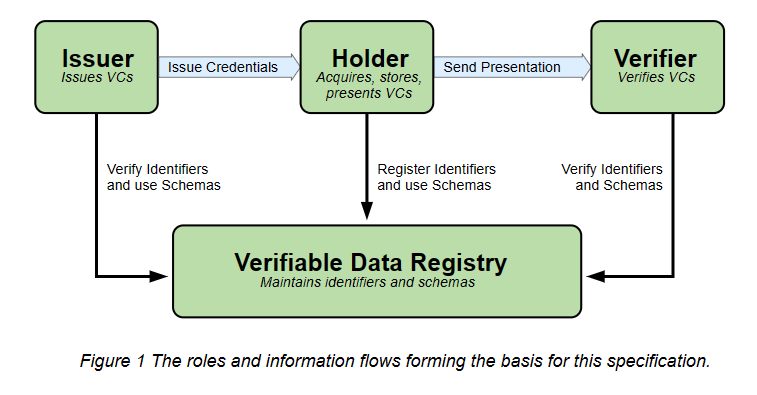 Issuer
Issues VCs
Issue Credentials
Holder
Acquires, stores,
presents VCs
Send Presentation
Verifier
Verifies VCs
Verify Identifiers
and use Schemas
Register Identifiers
and use Schemas
Verify Identifiers
and Schemas
Verifiable Data Registry
Maintains identifiers and schemas
Figure 1 The roles and information flows forming the basis for this specification.